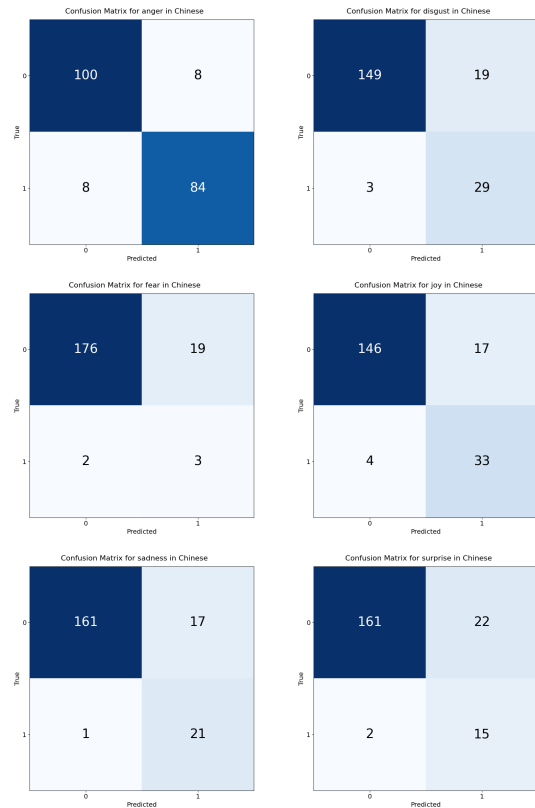 Confusion Matrix for anger in Chinese
0
100
8
True
1
8
84
0
1
Predicted
Confusion Matrix for disgust in Chinese
0
149
19
True
1
3
29
0
1
Predicted
Confusion Matrix for fear in Chinese
0
176
19
True
1
2
3
0
1
Predicted
Confusion Matrix for joy in Chinese
0
146
17
True
1
4
33
0
1
Predicted
Confusion Matrix for sadness in Chinese
0
161
17
True
1
1
21
0
1
Predicted
Confusion Matrix for surprise in Chinese
0
161
22
True
1
2
15
0
1
Predicted